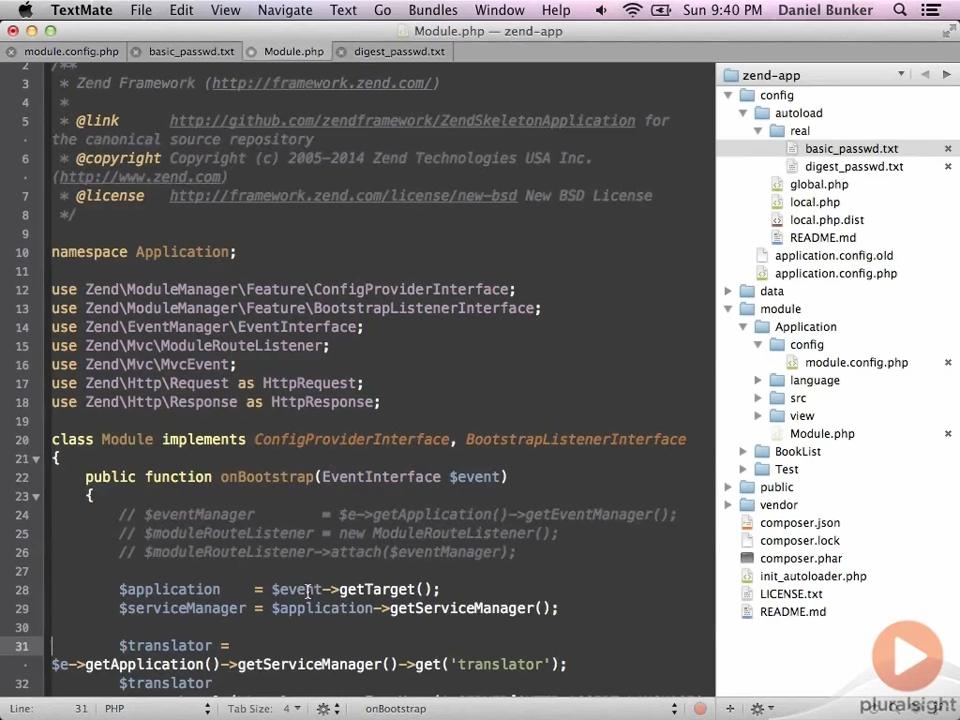 TextMate File Edit View Navigate Text Go Bundles Window Help Sun 9:40 PM Daniel Bunker
Module.php — zend-app
module.config.php basic_passwd.txt Module.php digest_passwd.txt
2 /**
3 * Zend Framework (http://framework.zend.com/)
4 *
5 * @link http://github.com/zendframework/ZendSkeletonApplication for
· the canonical source repository
6 * @copyright Copyright (c) 2005-2014 Zend Technologies USA Inc.
· (http://www.zend.com)
7 * @license http://framework.zend.com/license/new-bsd New BSD License
8 */
9
10 namespace Application;
11
12 use Zend\ModuleManager\Feature\ConfigProviderInterface;
13 use Zend\ModuleManager\Feature\BootstrapListenerInterface;
14 use Zend\EventManager\EventInterface;
15 use Zend\Mvc\ModuleRouteListener;
16 use Zend\Mvc\MvcEvent;
17 use Zend\Http\Request as HttpRequest;
18 use Zend\Http\Response as HttpResponse;
19
20 class Module implements ConfigProviderInterface, BootstrapListenerInterface
21 {
22 public function onBootstrap(EventInterface $event)
23 {
24 // $eventManager = $e->getApplication()->getEventManager();
25 // $moduleRouteListener = new ModuleRouteListener();
26 // $moduleRouteListener->attach($eventManager);
27
28 $application = $event->getTarget();
29 $serviceManager = $application->getServiceManager();
30
31 $translator =
· $e->getApplication()->getServiceManager()->get('translator');
32 $translator
Line: 31 PHP Tab Size: 4 onBootstrap
zend-app
config
autoload
real
basic_passwd.txt
digest_passwd.txt
global.php
local.php
local.php.dist
README.md
application.config.old
application.config.php
data
module
Application
config
module.config.php
language
src
view
Module.php
BookList
Test
public
vendor
composer.json
composer.lock
composer.phar
init_autoloader.php
LICENSE.txt
README.md
pluralsight